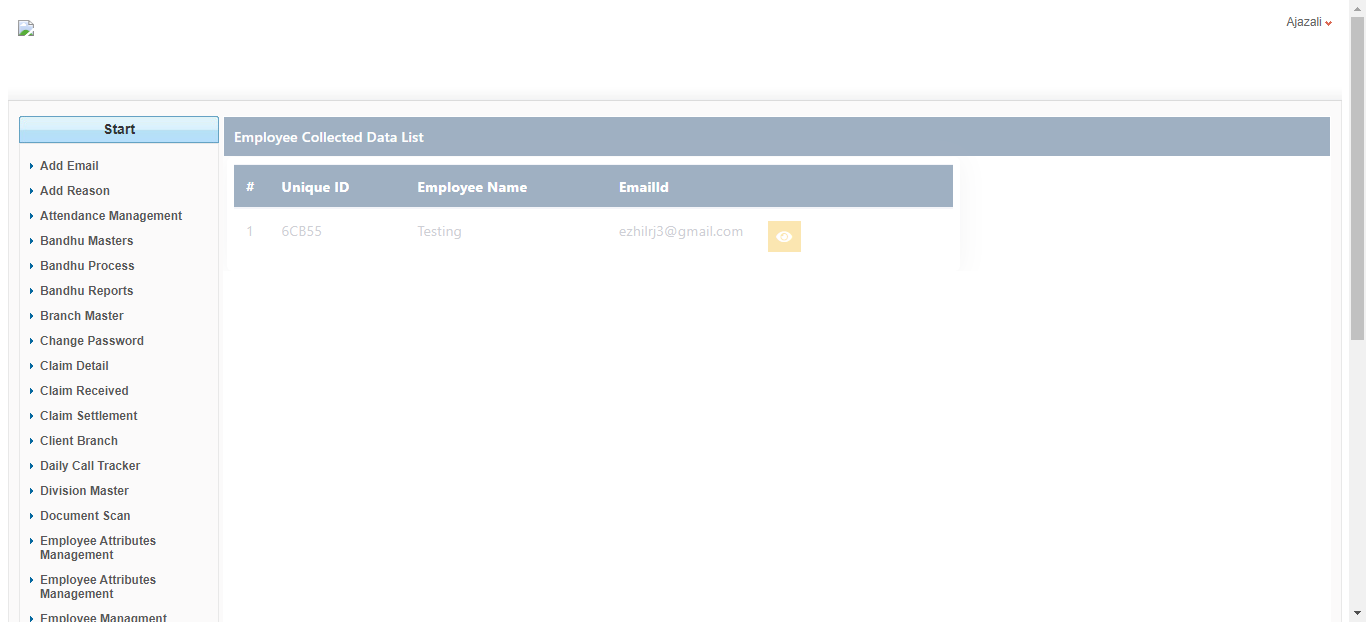 Ajazali
Start
Add Email
Add Reason
Attendance Management
Bandhu Masters
Bandhu Process
Bandhu Reports
Branch Master
Change Password
Claim Detail
Claim Received
Claim Settlement
Client Branch
Daily Call Tracker
Division Master
Document Scan
Employee Attributes
Management
Employee Attributes
Management
Employee Managment
Employee Collected Data List
# Unique ID Employee Name EmailId
1 6CB55 Testing ezhilrj3@gmail.com